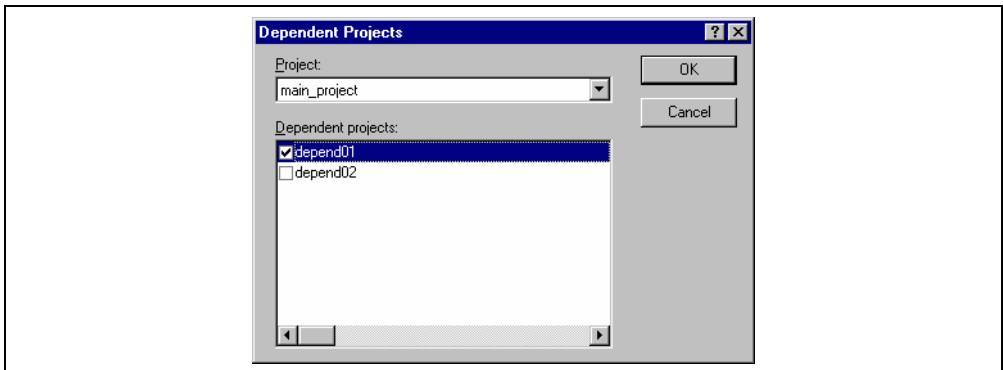 Dependent Projects
Project:
OK
main_project
Cancel
Dependent projects:
depend01
depend02